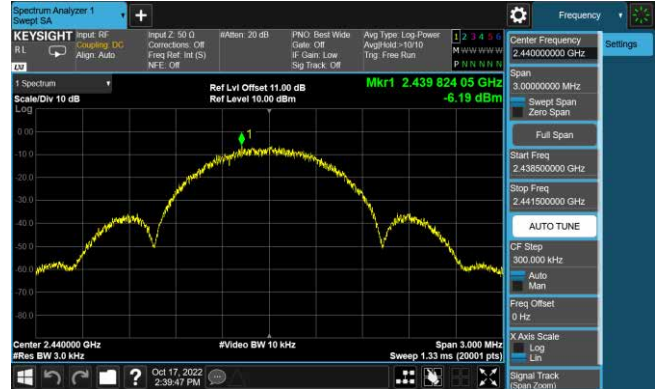 Spectrum Analyzer 1
Swept SA
Frequency
KEYSIGHT
Input: RF
Coupling: DC
Align: Auto
Input Z: 50 Ω
Corrections: Off
Freq Ref: Int (S)
NFE: Off
#Atten: 20 dB
PNO: Best Wide
Gate: Off
IF Gain: Low
Sig Track: Off
Avg Type: Log-Power
Avg|Hold:>10/10
Trig: Free Run
1 2 3 4 5 6
M W W W W W
P N N N N N
R L
LXI
Center Frequency
2.440000000 GHz
Settings
Span
3.00000000 MHz
Swept Span
Zero Span
Full Span
Start Freq
2.438500000 GHz
Stop Freq
2.441500000 GHz
AUTO TUNE
CF Step
300.000 kHz
Auto
Man
Freq Offset
0 Hz
X Axis Scale
Log
Lin
Signal Track
(Span Zoom)
1 Spectrum
Scale/Div 10 dB
Log
Ref Lvl Offset 11.00 dB
Ref Level 10.00 dBm
Mkr1 2.439 824 05 GHz
-6.19 dBm
1
0.00
-10.0
-20.0
-30.0
-40.0
-50.0
-60.0
-70.0
-80.0
Center 2.440000 GHz
#Res BW 3.0 kHz
#Video BW 10 kHz
Span 3.000 MHz
Sweep 1.33 ms (20001 pts)
?
Oct 17, 2022
2:39:47 PM